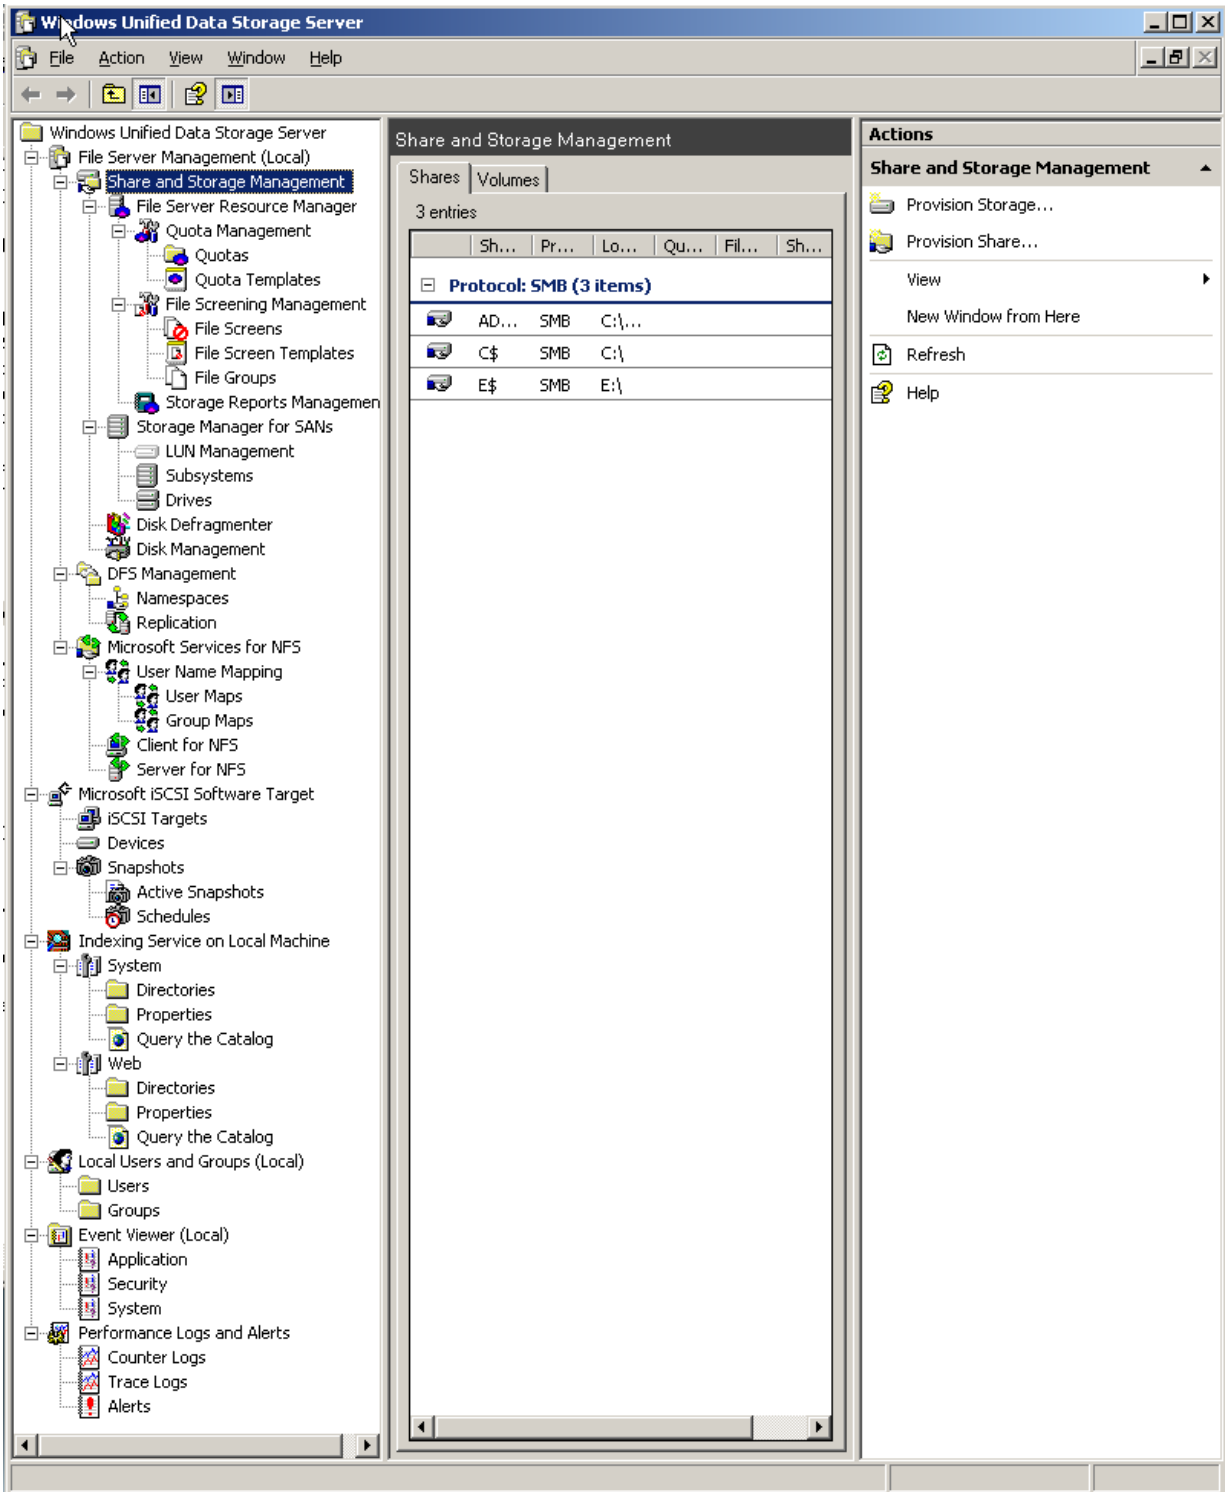 Windows Unified Data Storage Server
File Action View Window Help
Windows Unified Data Storage Server
File Server Management (Local)
Share and Storage Management
File Server Resource Manager
Quota Management
Quotas
Quota Templates
File Screening Management
File Screens
File Screen Templates
File Groups
Storage Reports Managemen
Storage Manager for SANs
LUN Management
Subsystems
Drives
Disk Defragmenter
Disk Management
DFS Management
Namespaces
Replication
Microsoft Services for NFS
User Name Mapping
User Maps
Group Maps
Client for NFS
Server for NFS
Microsoft iSCSI Software Target
iSCSI Targets
Devices
Snapshots
Active Snapshots
Schedules
Indexing Service on Local Machine
System
Directories
Properties
Query the Catalog
Web
Directories
Properties
Query the Catalog
Local Users and Groups (Local)
Users
Groups
Event Viewer (Local)
Application
Security
System
Performance Logs and Alerts
Counter Logs
Trace Logs
Alerts
Share and Storage Management
Shares Volumes
3 entries
Sh... Pr... Lo... Qu... Fil... Sh...
Protocol: SMB (3 items)
AD... SMB C:\...
C$ SMB C:\
E$ SMB E:\
Actions
Share and Storage Management
Provision Storage...
Provision Share...
View
New Window from Here
Refresh
Help